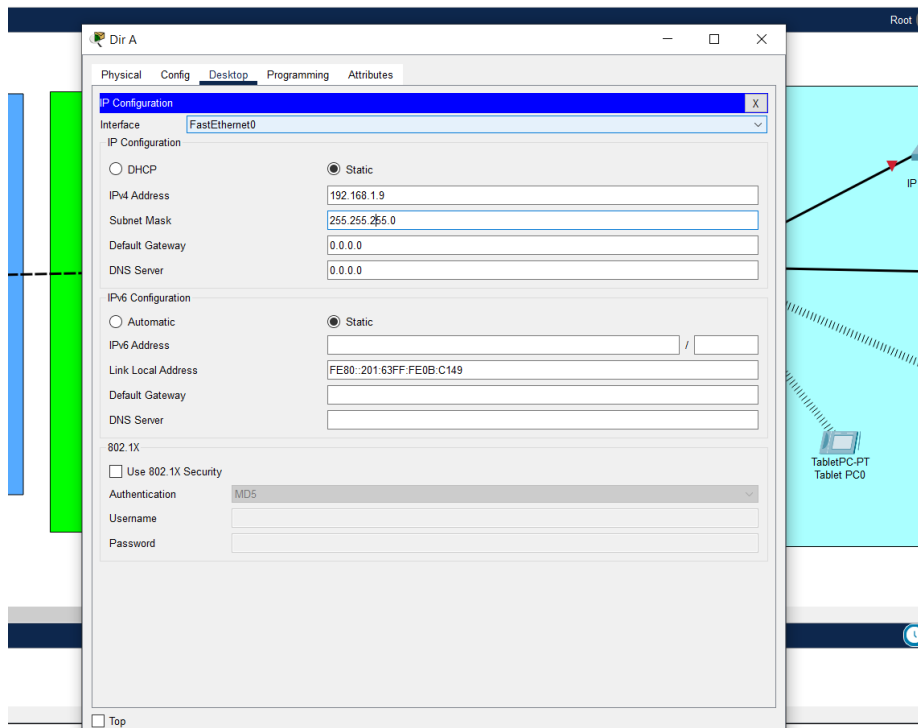 Root
Dir A
Physical Config Desktop Programming Attributes
IP Configuration X
Interface FastEthernet0
IP Configuration
DHCP Static
IPv4 Address 192.168.1.9
Subnet Mask 255.255.255.0
Default Gateway 0.0.0.0
DNS Server 0.0.0.0
IPv6 Configuration
Automatic Static
IPv6 Address /
Link Local Address FE80::201:63FF:FE0B:C149
Default Gateway
DNS Server
802.1X
Use 802.1X Security
Authentication MD5
Username
Password
Top
IP
TabletPC-PT
Tablet PC0